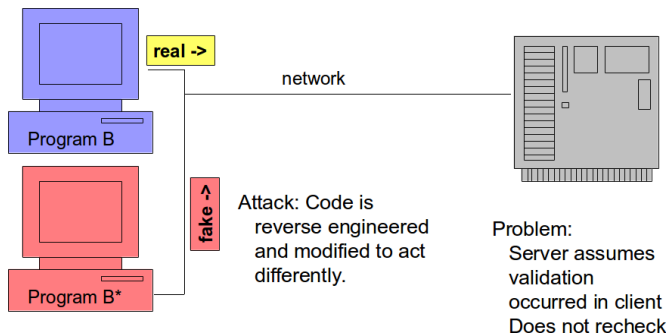 real ->
network
Program B
fake ->
Attack: Code is
reverse engineered
and modified to act
differently.
Program B*
Problem:
Server assumes
validation
occurred in client
Does not recheck